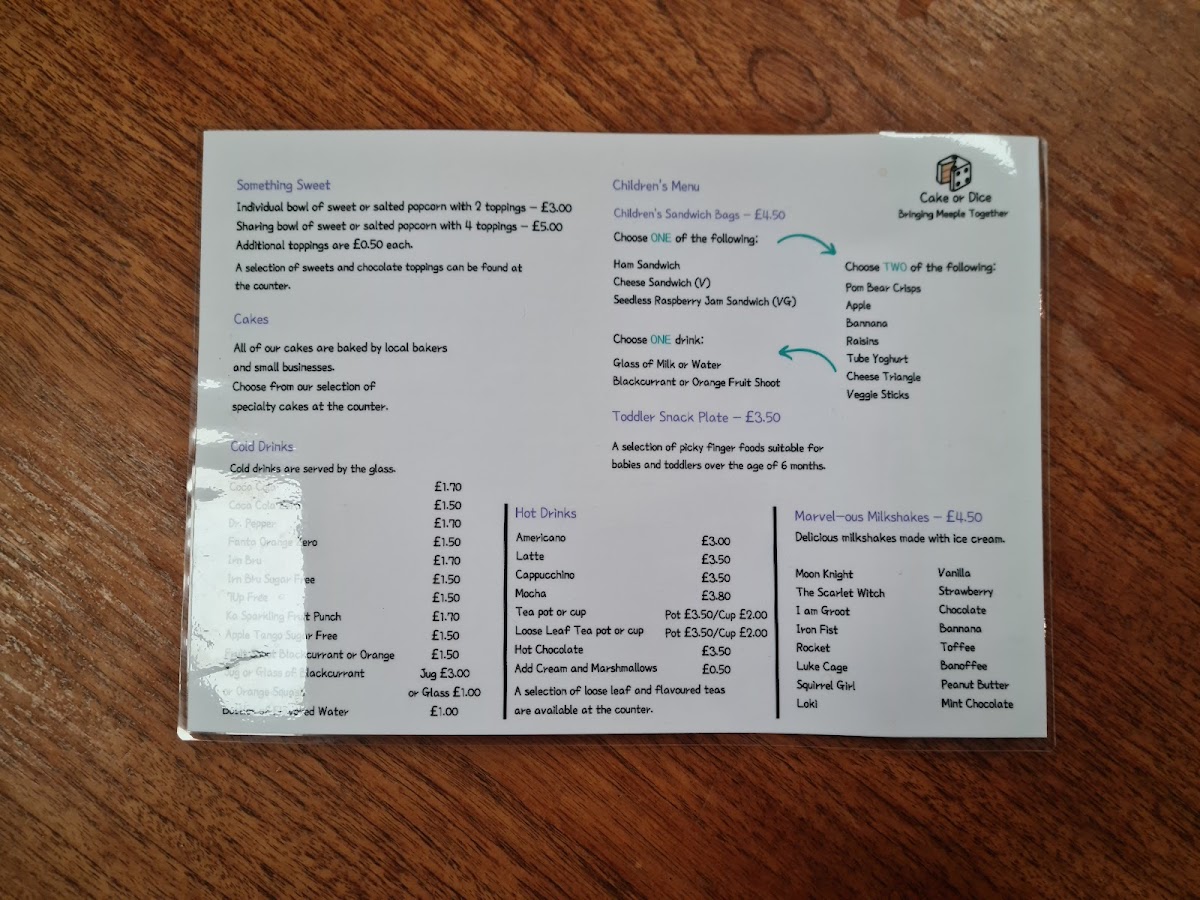 Something Sweet
Individual bowl of sweet or salted popcorn with 2 toppings – £3.00
Sharing bowl of sweet or salted popcorn with 4 toppings – £5.00
Additional toppings are £0.50 each.
A selection of sweets and chocolate toppings can be found at
the counter.
Cakes
All of our cakes are baked by local bakers
and small businesses.
Choose from our selection of
specialty cakes at the counter.
Cold Drinks
Cold drinks are served by the glass.
Coca £1.70
Coca Cola Zero £1.50
Dr. Pepper £1.70
Fanta Orange Zero £1.50
Irn Bru £1.70
Irn Bru Sugar Free £1.50
7Up Free £1.50
Ka Sparkling Fruit Punch £1.70
Apple Tango Sugar Free £1.50
Fruit Shoot Blackcurrant or Orange £1.50
Jug or Glass of Blackcurrant Jug £3.00
or Orange Squash or Glass £1.00
Water £1.00
Children's Menu
Children's Sandwich Bags – £4.50
Choose ONE of the following:
Ham Sandwich
Cheese Sandwich (V)
Seedless Raspberry Jam Sandwich (VG)
Choose ONE drink:
Glass of Milk or Water
Blackcurrant or Orange Fruit Shoot
Cake or Dice
Bringing Meeple Together
Choose TWO of the following:
Pom Bear Crisps
Apple
Bannana
Raisins
Tube Yoghurt
Cheese Triangle
Veggie Sticks
Toddler Snack Plate – £3.50
A selection of picky finger foods suitable for
babies and toddlers over the age of 6 months.
Hot Drinks
Americano £3.00
Latte £3.50
Cappucchino £3.50
Mocha £3.80
Tea pot or cup Pot £3.50/Cup £2.00
Loose Leaf Tea pot or cup Pot £3.50/Cup £2.00
Hot Chocolate £3.50
Add Cream and Marshmallows £0.50
A selection of loose leaf and flavoured teas
are available at the counter.
Marvel-ous Milkshakes – £4.50
Delicious milkshakes made with ice cream.
Moon Knight Vanilla
The Scarlet Witch Strawberry
I am Groot Chocolate
Iron Fist Bannana
Rocket Toffee
Luke Cage Banoffee
Squirrel Girl Peanut Butter
Loki Mint Chocolate